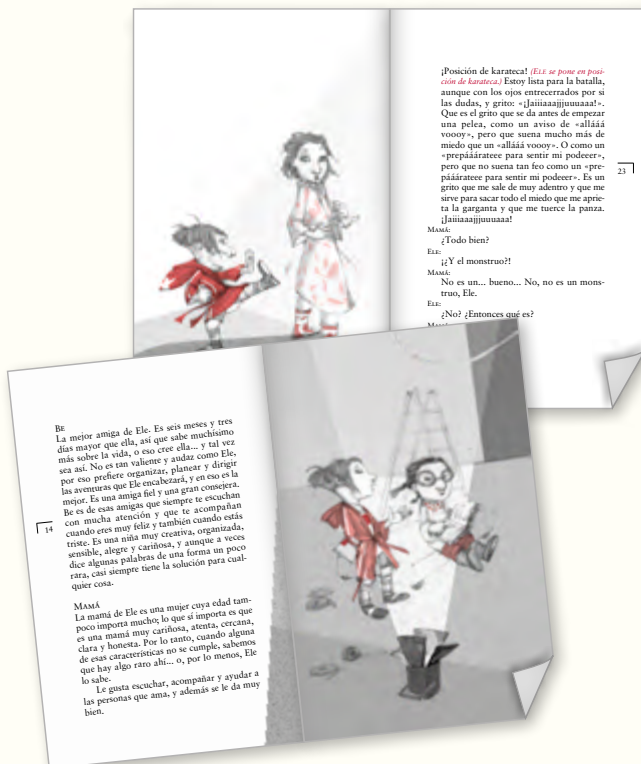 ¡Posición de karateca! (ELE se pone en posi-
ción de karateca.) Estoy lista para la batalla,
aunque con los ojos entrecerrados por si
las dudas, y grito: «¡Jaiiiaaajjjuuuaaa!».
Que es el grito que se da antes de empezar
una pelea, como un aviso de «allááá
voooy», pero que suena mucho más de
miedo que un «allááá voooy». O como un
«prepááárateee para sentir mi podeeer»,
pero que no suena tan feo como un «pre-
pááárateee para sentir mi podeeer». Es un
grito que me sale de muy adentro y que me
sirve para sacar todo el miedo que me aprie-
ta la garganta y que me tuerce la panza.
¡Jaiiiaaajjjuuuaaa!
23
MAMÁ:
¿Todo bien?
ELE:
¡¿Y el monstruo?!
MAMÁ:
No es un... bueno... No, no es un mons-
truo, Ele.
ELE:
¿No? ¿Entonces qué es?
BE
La mejor amiga de Ele. Es seis meses y tres
días mayor que ella, así que sabe muchísimo
más sobre la vida, o eso cree ella... y tal vez
sea así. No es tan valiente y audaz como Ele,
por eso prefiere organizar, planear y dirigir
las aventuras que Ele encabezará, y en eso es la
mejor. Es una amiga fiel y una gran consejera.
Be es de esas amigas que siempre te escuchan
con mucha atención y que te acompañan
cuando eres muy feliz y también cuando estás
triste. Es una niña muy creativa, organizada,
sensible, alegre y cariñosa, y aunque a veces
dice algunas palabras de una forma un poco
rara, casi siempre tiene la solución para cual-
quier cosa.
14
MAMÁ
La mamá de Ele es una mujer cuya edad tam-
poco importa mucho; lo que sí importa es que
es una mamá muy cariñosa, atenta, cercana,
clara y honesta. Por lo tanto, cuando alguna
de esas características no se cumple, sabemos
que hay algo raro ahí... o, por lo menos, Ele
lo sabe.
Le gusta escuchar, acompañar y ayudar a
las personas que ama, y además se le da muy
bien.